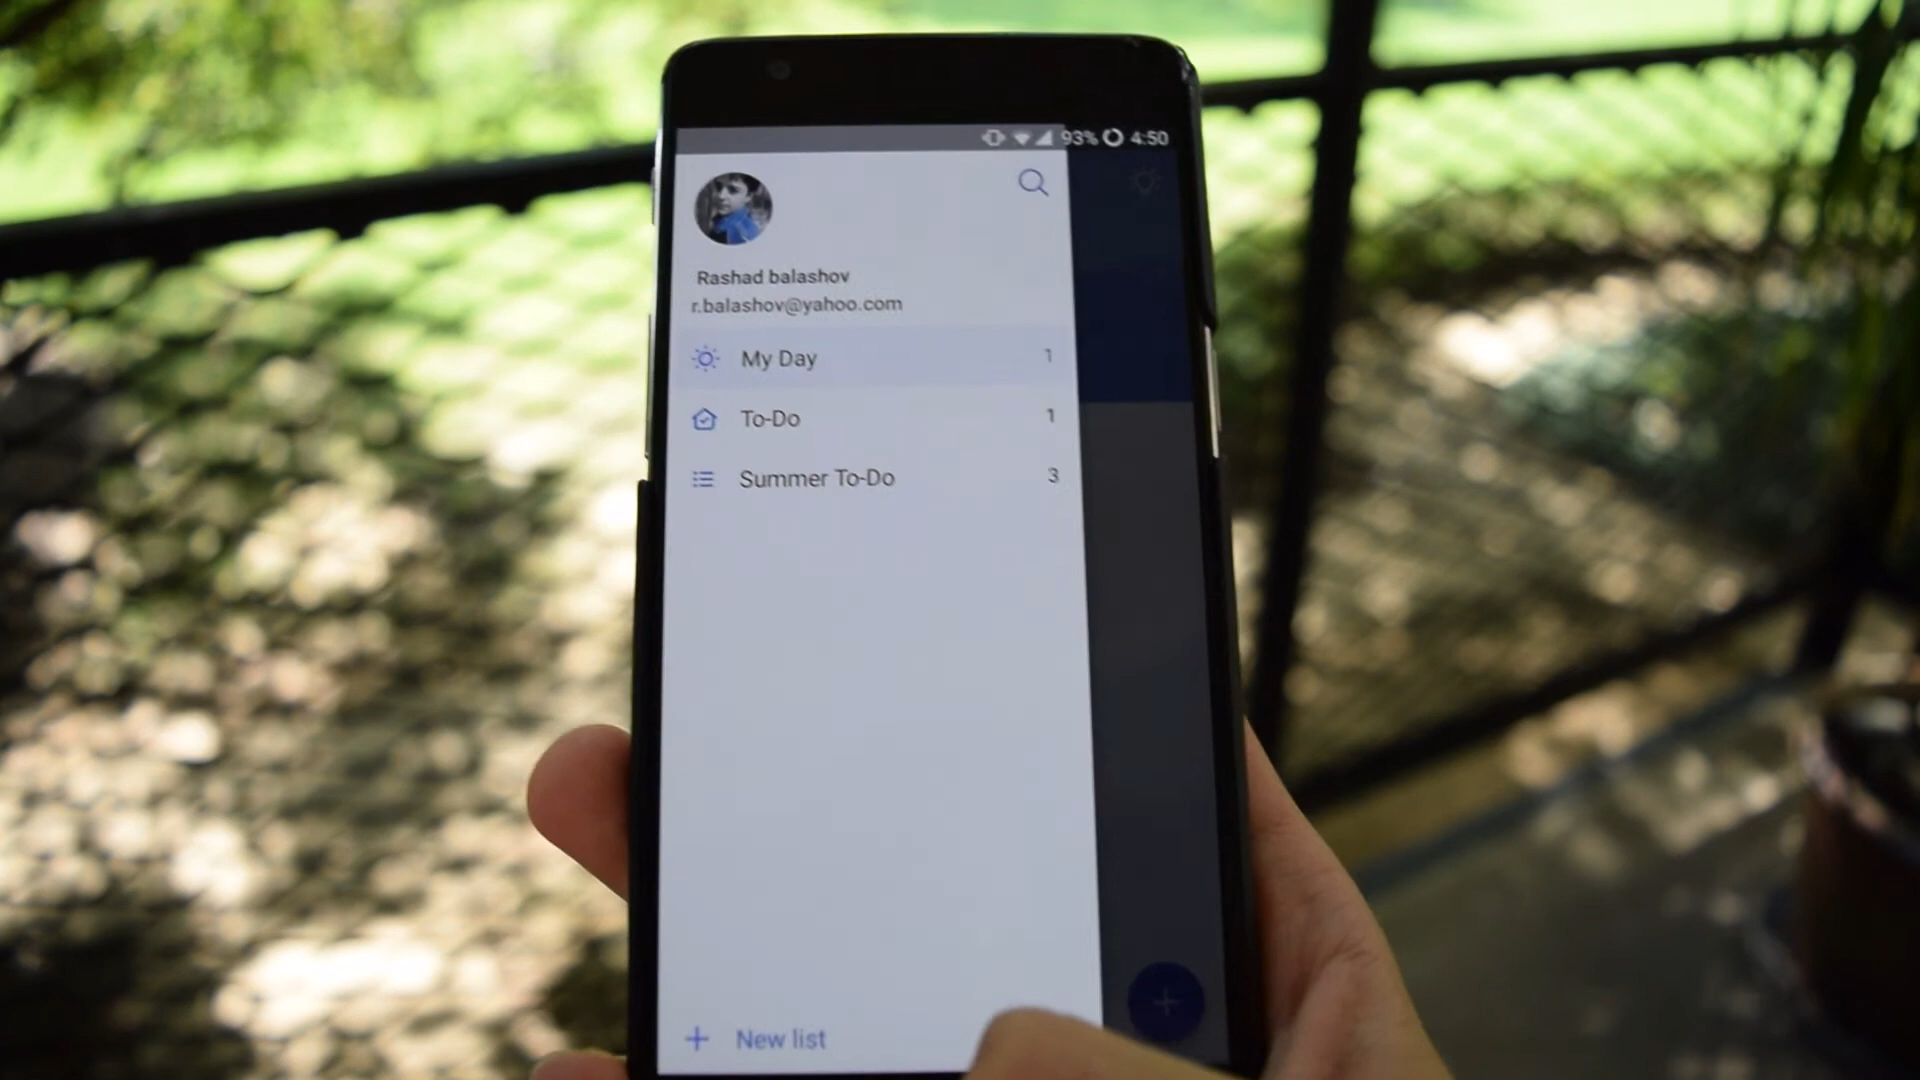 93% 4:50
Rashad balashov
r.balashov@yahoo.com
My Day 1
To-Do 1
Summer To-Do 3
New list